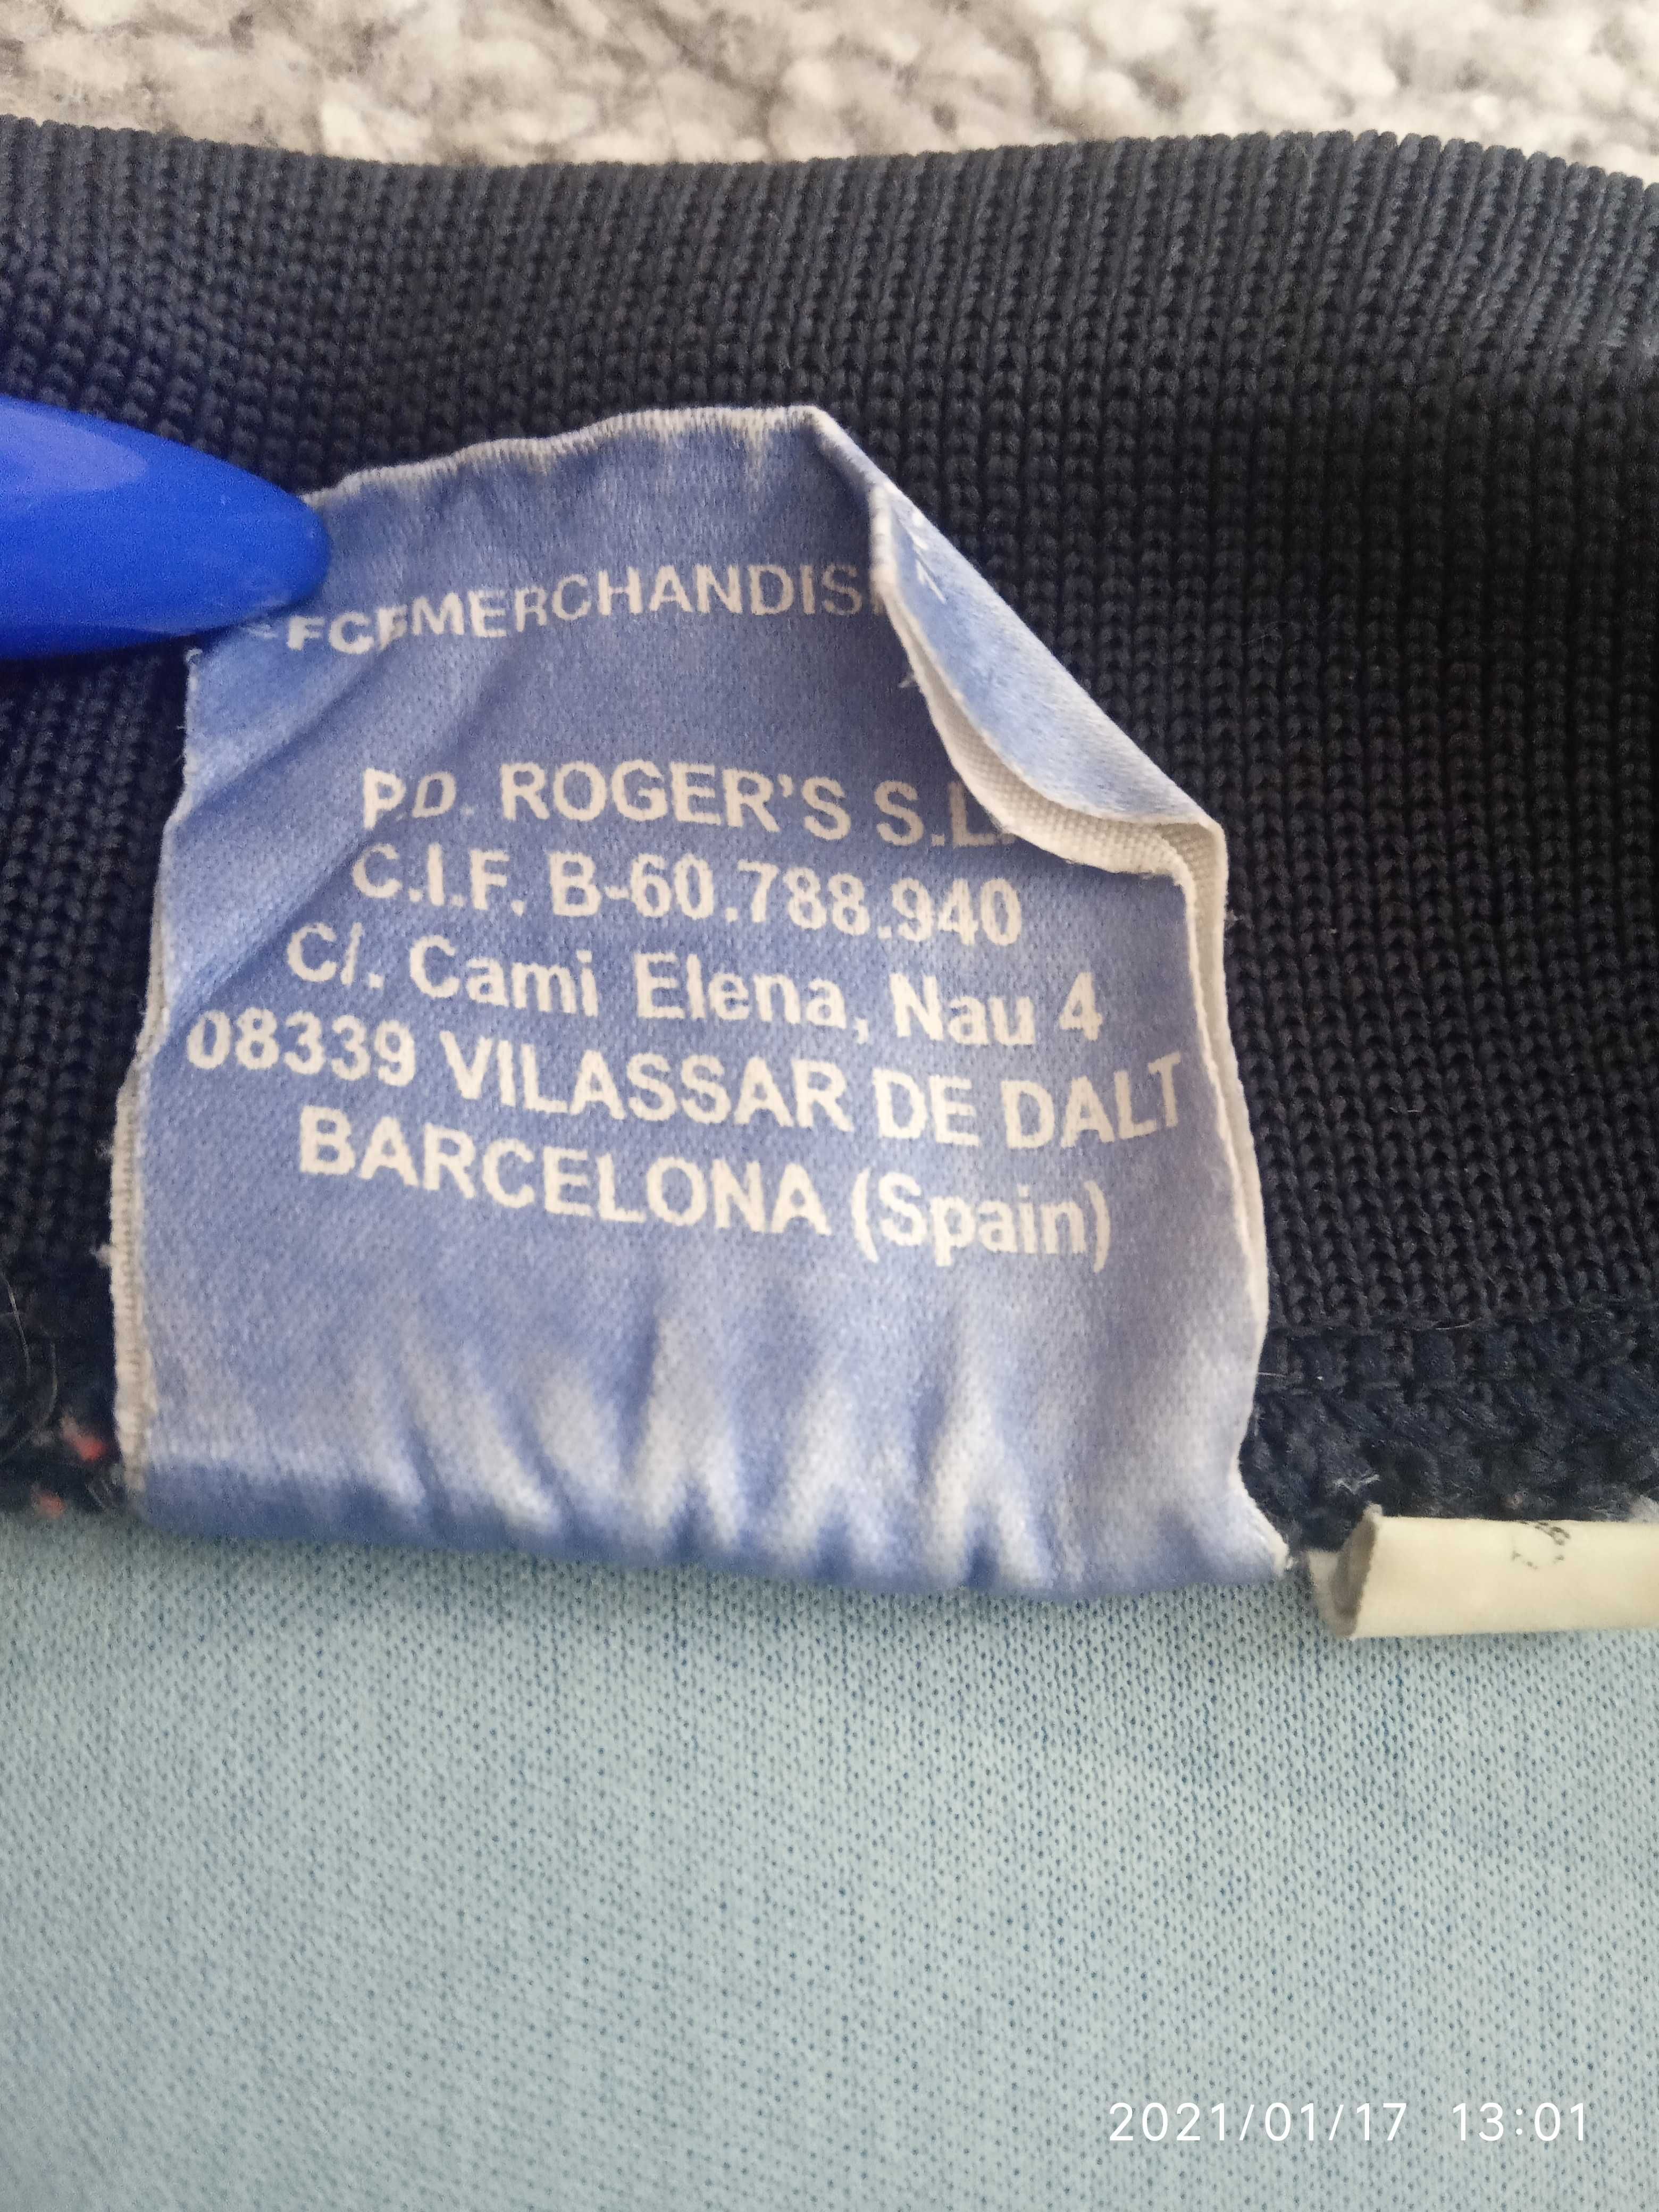 P.D. ROGER'S S.L.
C.I.F. B-60.788.940
C/. Cami Elena, Nau 4
08339 VILASSAR DE DALT
BARCELONA (Spain)
2021/01/17 13:01